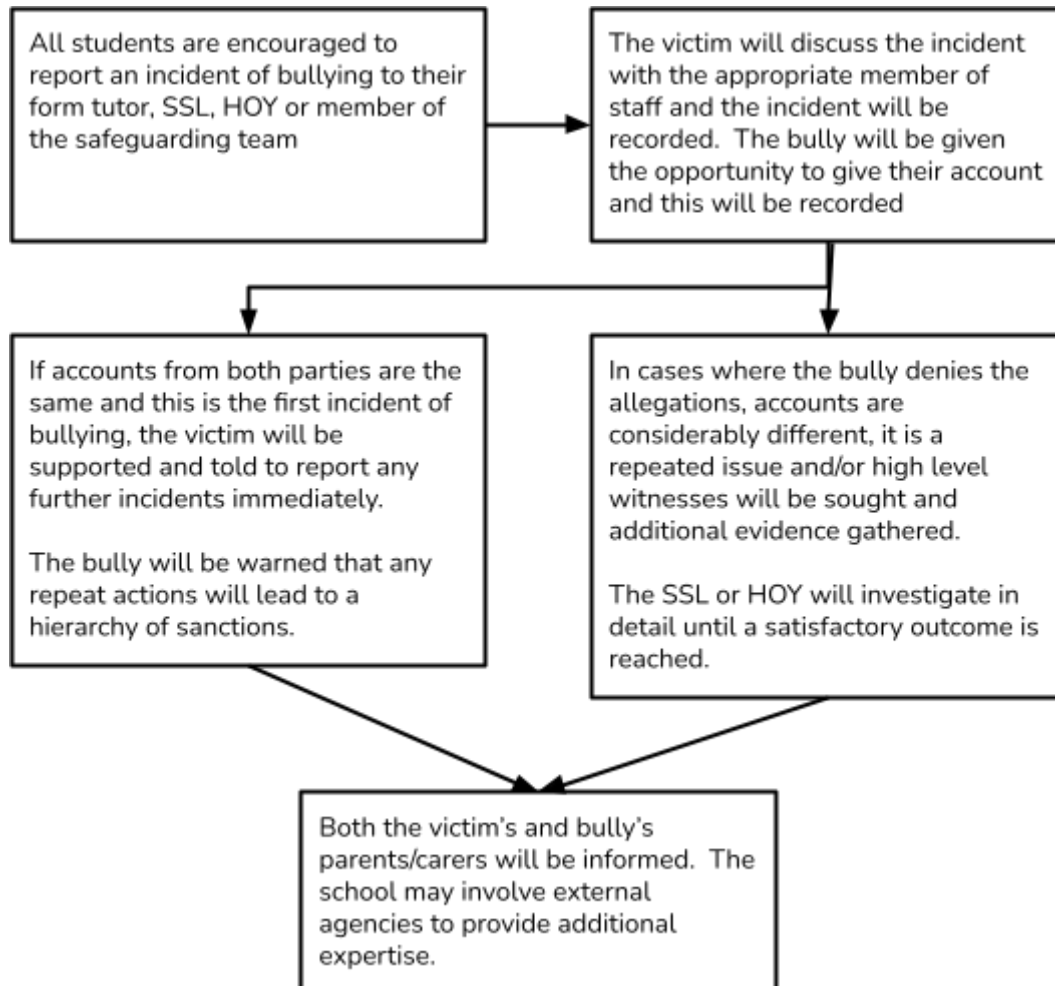 All students are encouraged to
report an incident of bullying to their
form tutor, SSL, HOY or member of
the safeguarding team
The victim will discuss the incident
with the appropriate member of
staff and the incident will be
recorded.  The bully will be given
the opportunity to give their account
and this will be recorded
If accounts from both parties are the
same and this is the first incident of
bullying, the victim will be
supported and told to report any
further incidents immediately.
The bully will be warned that any
repeat actions will lead to a
hierarchy of sanctions.
In cases where the bully denies the
allegations, accounts are
considerably different, it is a
repeated issue and/or high level
witnesses will be sought and
additional evidence gathered.
The SSL or HOY will investigate in
detail until a satisfactory outcome is
reached.
Both the victim’s and bully’s
parents/carers will be informed.  The
school may involve external
agencies to provide additional
expertise.